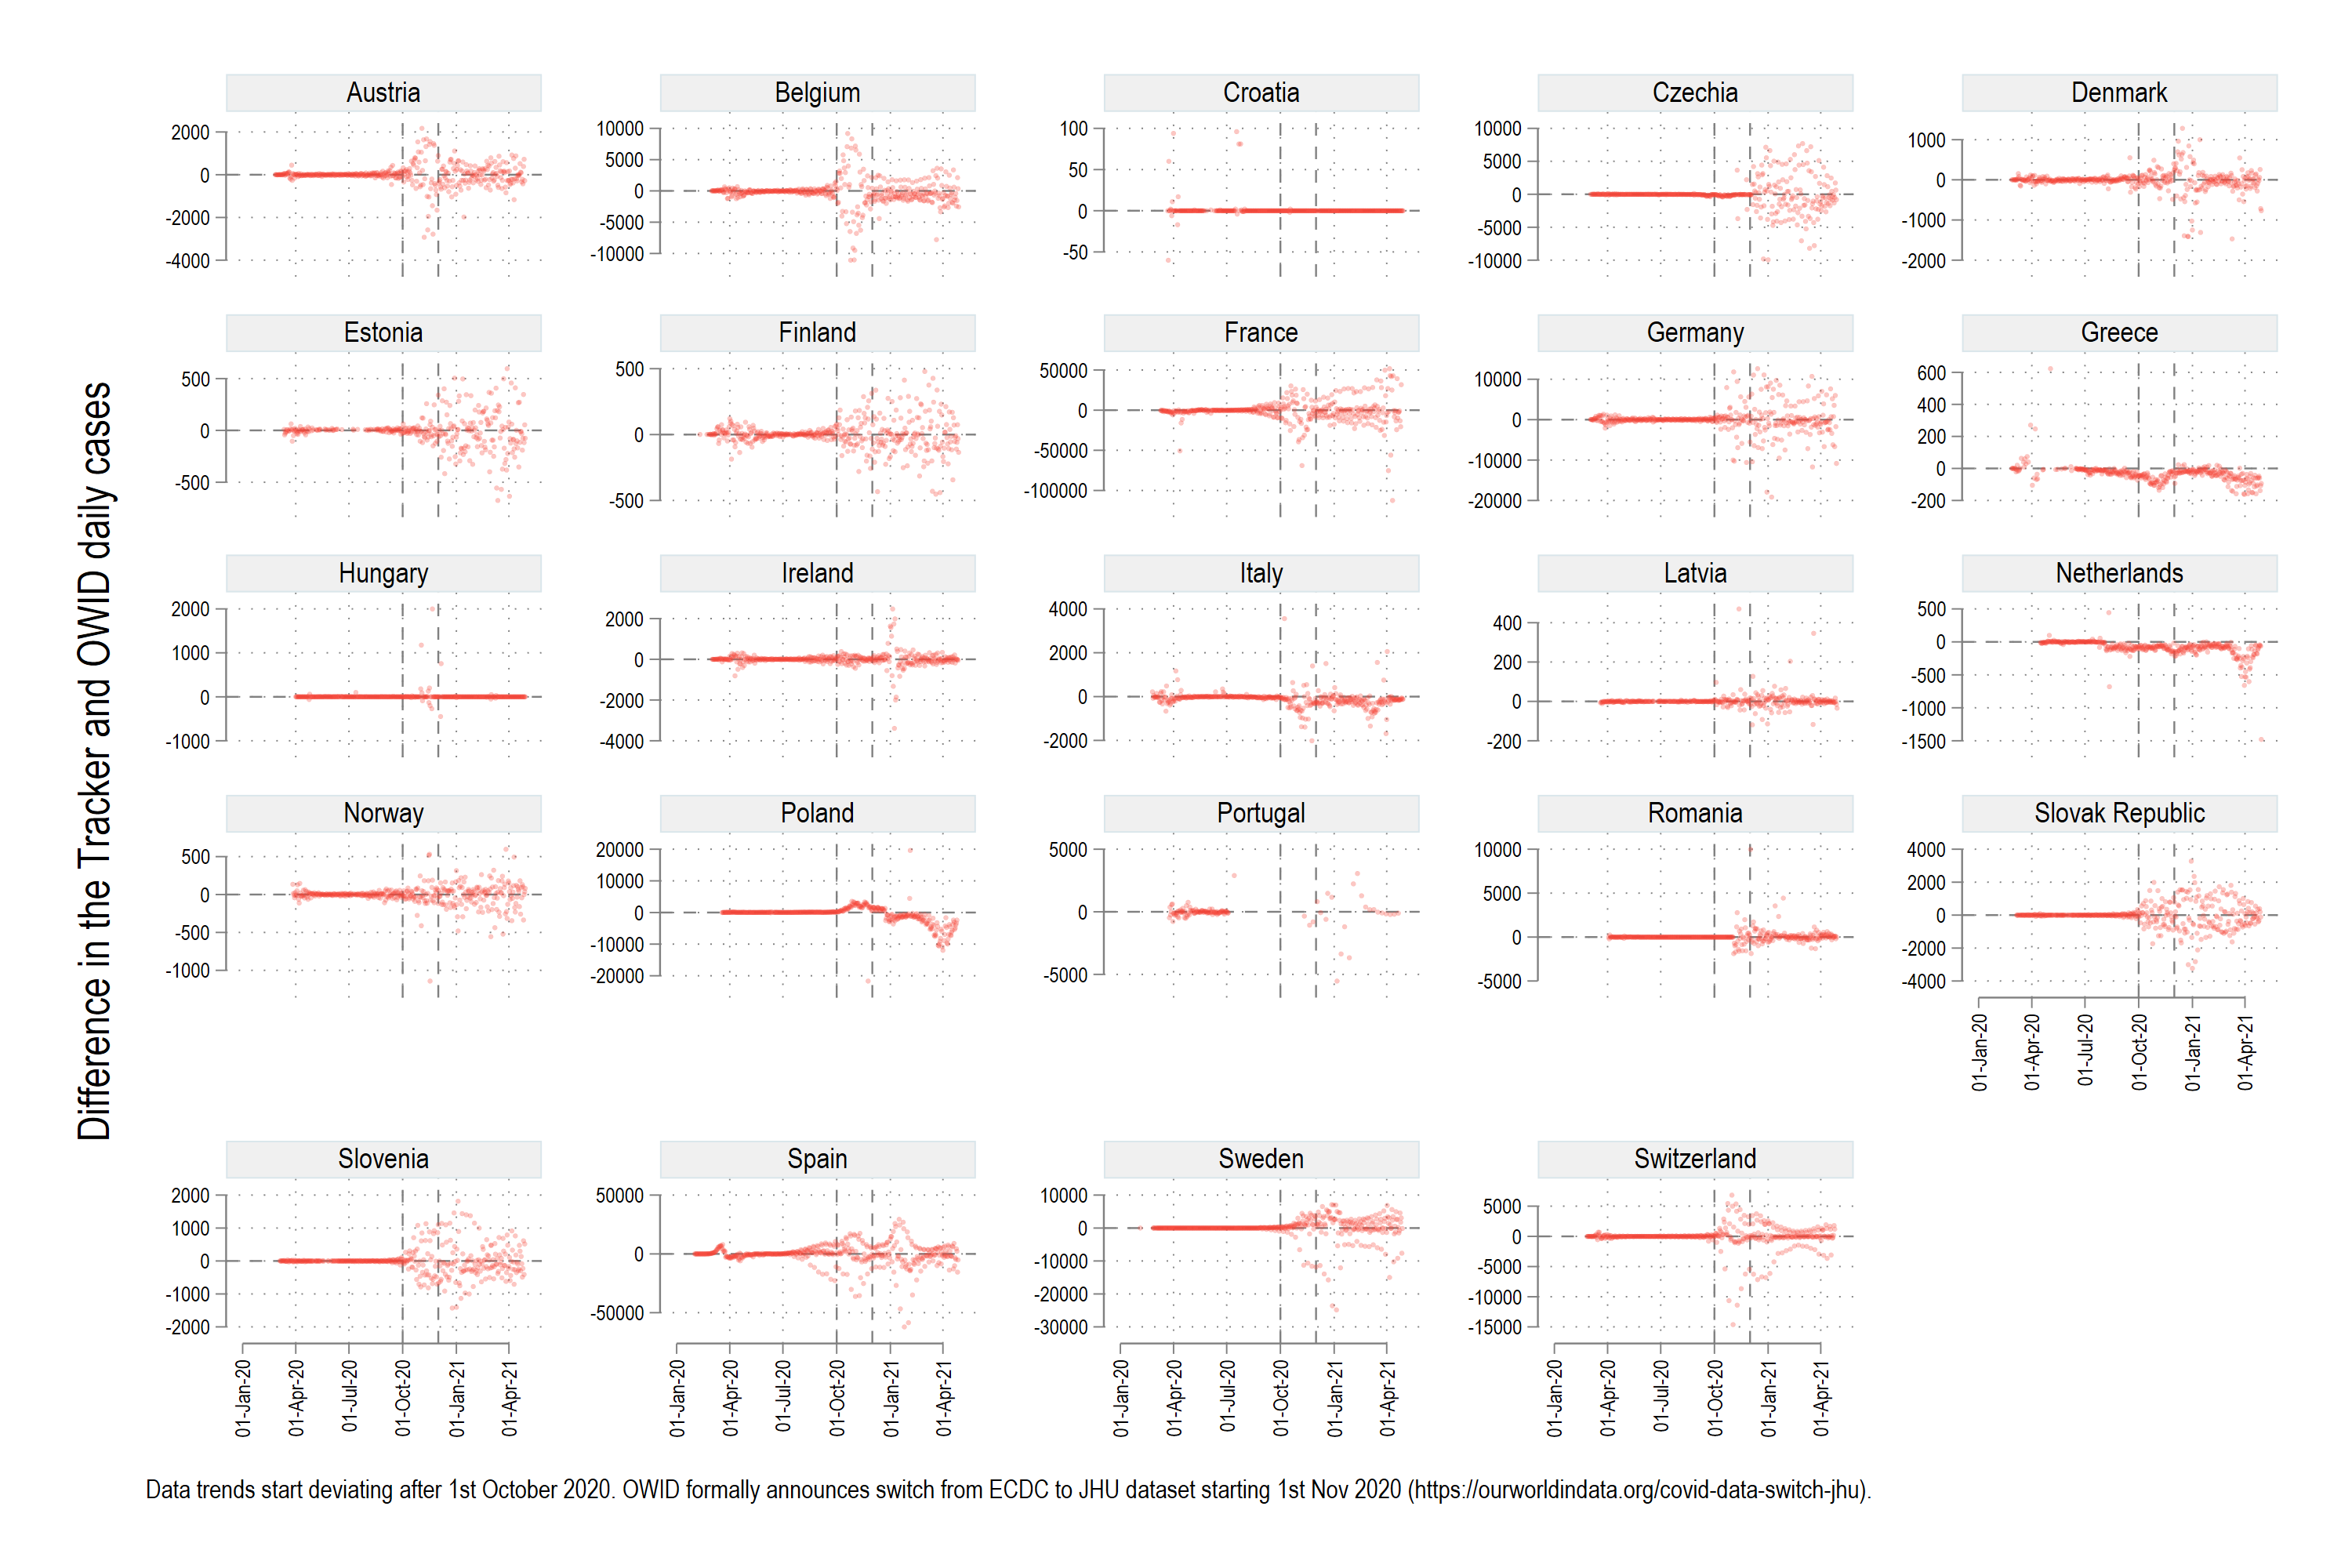 Difference in the Tracker and OWID daily cases
Austria
2000
0
-2000
-4000
Belgium
10000
5000
0
-5000
-10000
Croatia
100
50
0
-50
Czechia
10000
5000
0
-5000
-10000
Denmark
1000
0
-1000
-2000
Estonia
500
0
-500
Finland
500
0
-500
France
50000
0
-50000
-100000
Germany
10000
0
-10000
-20000
Greece
600
400
200
0
-200
Hungary
2000
1000
0
-1000
Ireland
2000
0
-2000
-4000
Italy
4000
2000
0
-2000
Latvia
400
200
0
-200
Netherlands
500
0
-500
-1000
-1500
Norway
500
0
-500
-1000
Poland
20000
10000
0
-10000
-20000
Portugal
5000
0
-5000
Romania
10000
5000
0
-5000
Slovak Republic
4000
2000
0
-2000
-4000
01-Jan-20
01-Apr-20
01-Jul-20
01-Oct-20
01-Jan-21
01-Apr-21
Slovenia
2000
1000
0
-1000
-2000
01-Jan-20
01-Apr-20
01-Jul-20
01-Oct-20
01-Jan-21
01-Apr-21
Spain
50000
0
-50000
01-Jan-20
01-Apr-20
01-Jul-20
01-Oct-20
01-Jan-21
01-Apr-21
Sweden
10000
0
-10000
-20000
-30000
01-Jan-20
01-Apr-20
01-Jul-20
01-Oct-20
01-Jan-21
01-Apr-21
Switzerland
5000
0
-5000
-10000
-15000
01-Jan-20
01-Apr-20
01-Jul-20
01-Oct-20
01-Jan-21
01-Apr-21
Data trends start deviating after 1st October 2020. OWID formally announces switch from ECDC to JHU dataset starting 1st Nov 2020 (https://ourworldindata.org/covid-data-switch-jhu).